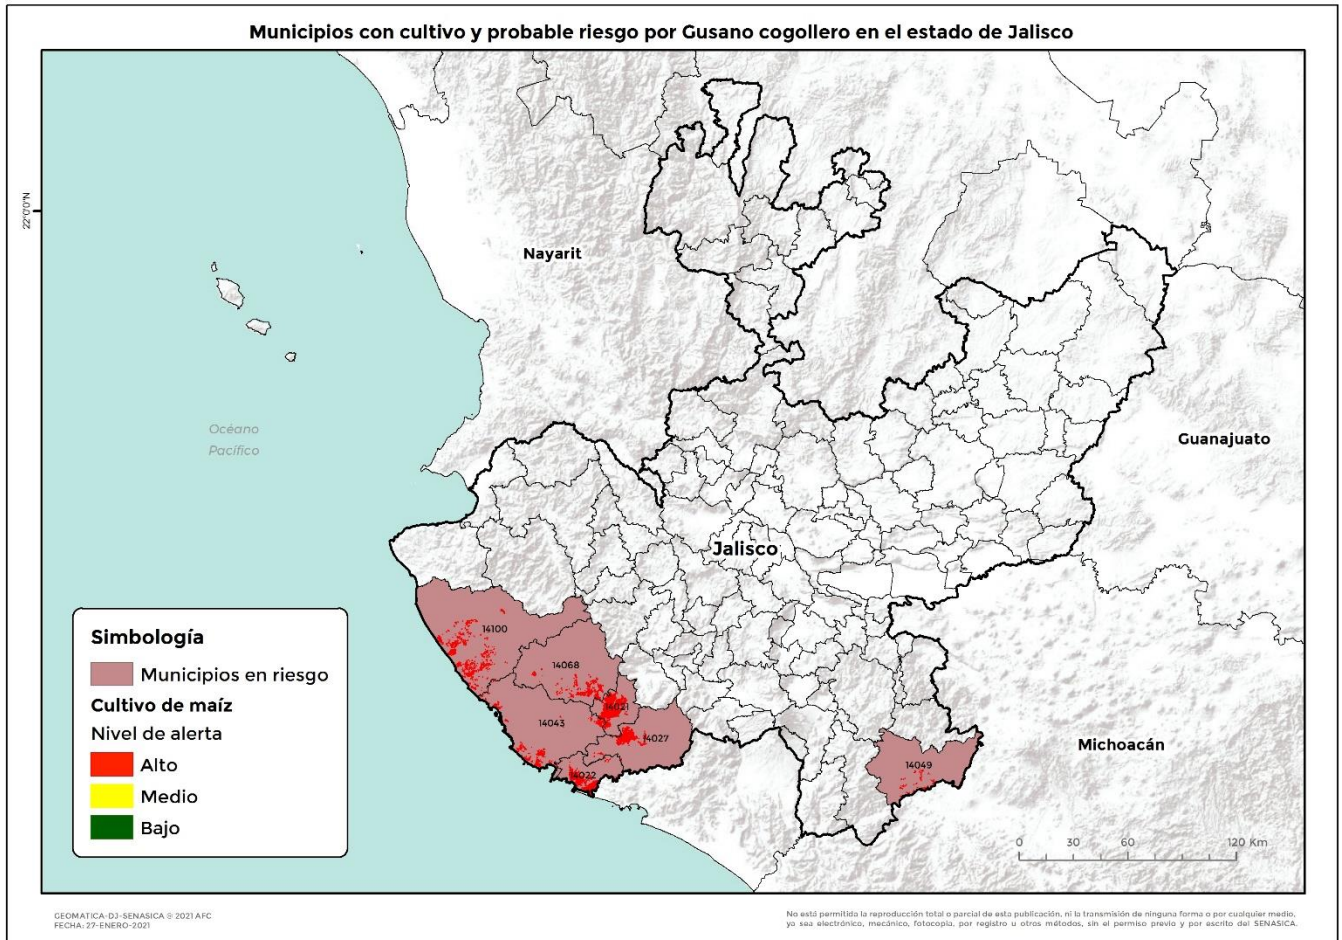 Municipios con cultivo y probable riesgo por Gusano cogollero en el estado de Jalisco
22°0'0"N
Nayarit
Océano
Pacífico
Guanajuato
Jalisco
Simbología
Municipios en riesgo
Cultivo de maíz
Nivel de alerta
Alto
Medio
Bajo
14100
14068
14021
14043
14027
14022
Michoacán
14049
0 30 60 120 Km
GEOMATICA-DJ-SENASICA © 2021 AFC
FECHA: 27-ENERO-2021
No está permitida la reproducción total o parcial de esta publicación, ni la transmisión de ninguna forma o por cualquier medio,
ya sea electrónico, mecánico, fotocopia, por registro u otros métodos, sin el permiso previo y por escrito del SENASICA.